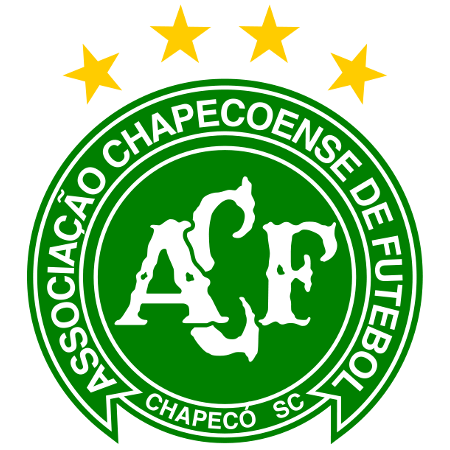 ASSOCIAÇÃO CHAPECOENSE DE FUTEBOL
ACF
CHAPECÓ SC